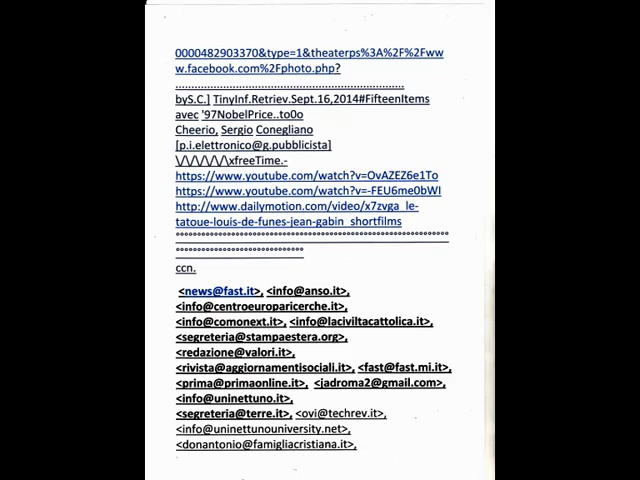 0000482903370&type=1&theaterps%3A%2F%2Fww
w.facebook.com%2Fphoto.php?
..........................................................................
byS.C.] TinyInf.Retriev.Sept.16,2014#FifteenItems
avec '97NobelPrice..to0o
Cheerio, Sergio Conegliano
[p.i.elettronico@g.pubblicista]
\/\/\/\/\/\/\xfreeTime.-
https://www.youtube.com/watch?v=OvAZEZ6e1To
https://www.youtube.com/watch?v=-FEU6me0bWI
http://www.dailymotion.com/video/x7zvga_le-
tatoue-louis-de-funes-jean-gabin_shortfilms
°°°°°°°°°°°°°°°°°°°°°°°°°°°°°°°°°°°°°°°°°°°°°°°°°°°°°°°°°°°°°°°
°°°°°°°°°°°°°°°°°°°°°°°°°°°°°
ccn.
<news@fast.it>, <info@anso.it>,
<info@centroeuroparicerche.it>,
<info@comonext.it>, <info@laciviltacattolica.it>,
<segreteria@stampaestera.org>,
<redazione@valori.it>,
<rivista@aggiornamentisociali.it>, <fast@fast.mi.it>,
<prima@primaonline.it>, <jadroma2@gmail.com>,
<info@uninettuno.it>,
<segreteria@terre.it>, <ovi@techrev.it>,
<info@uninettunouniversity.net>,
<donantonio@famigliacristiana.it>,